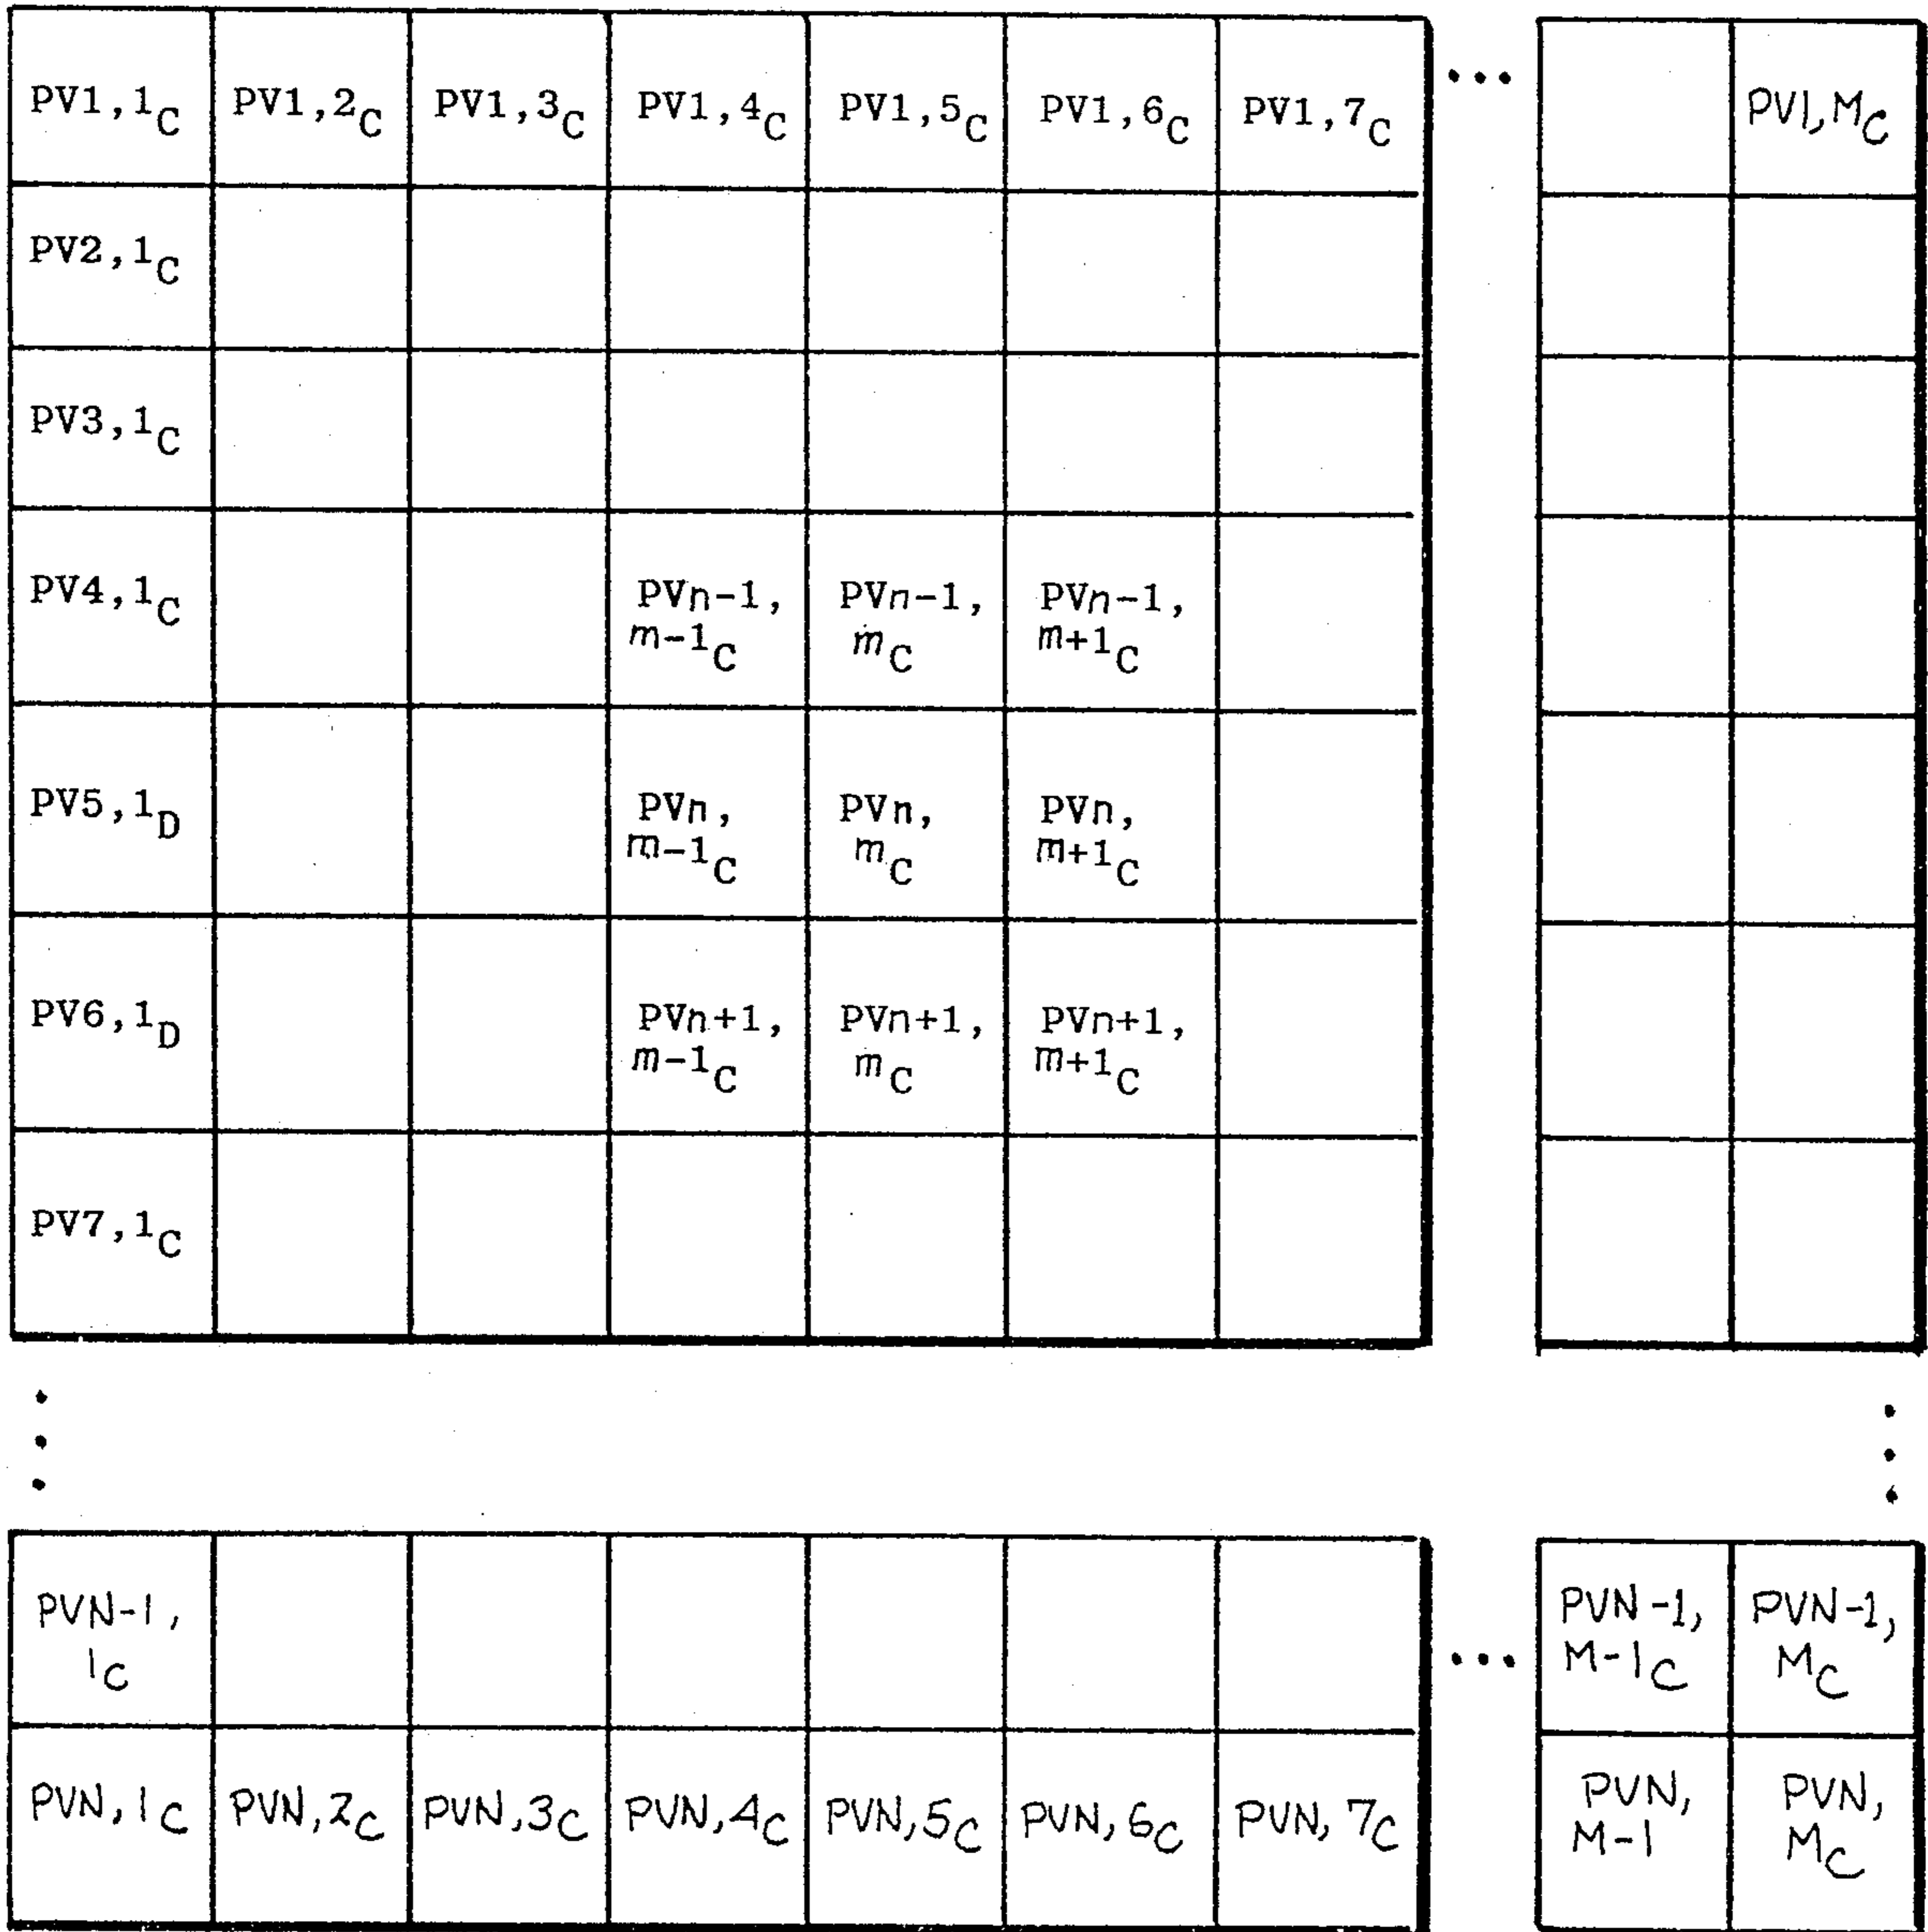 PV1,1C PV1,2C PV1,3C PV1,4C PV1,5C PV1,6C PV1,7C ... PV1,MC
PV2,1C
PV3,1C
PV4,1C PVn-1, PVn-1, PVn-1,
m-1C mC m+1C
PV5,1D PVn, PVn, PVn,
m-1C mC m+1C
PV6,1D PVn+1, PVn+1, PVn+1,
m-1C mC m+1C
PV7,1C
PVN-1, ... PVN-1, PVN-1,
1C M-1C MC
PVN,1C PVN,2C PVN,3C PVN,4C PVN,5C PVN,6C PVN,7C PVN, PVN,
M-1 MC